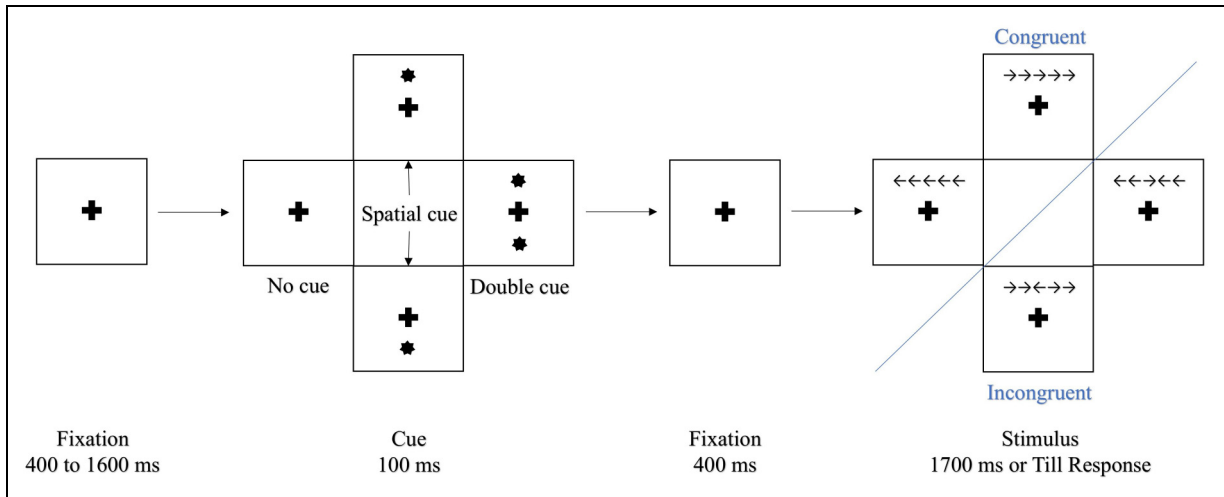 Congruent
→→→→→
Spatial cue
←←←←←
←←→←←
No cue
Double cue
→→←→→
Incongruent
Fixation
400 to 1600 ms
Cue
100 ms
Fixation
400 ms
Stimulus
1700 ms or Till Response